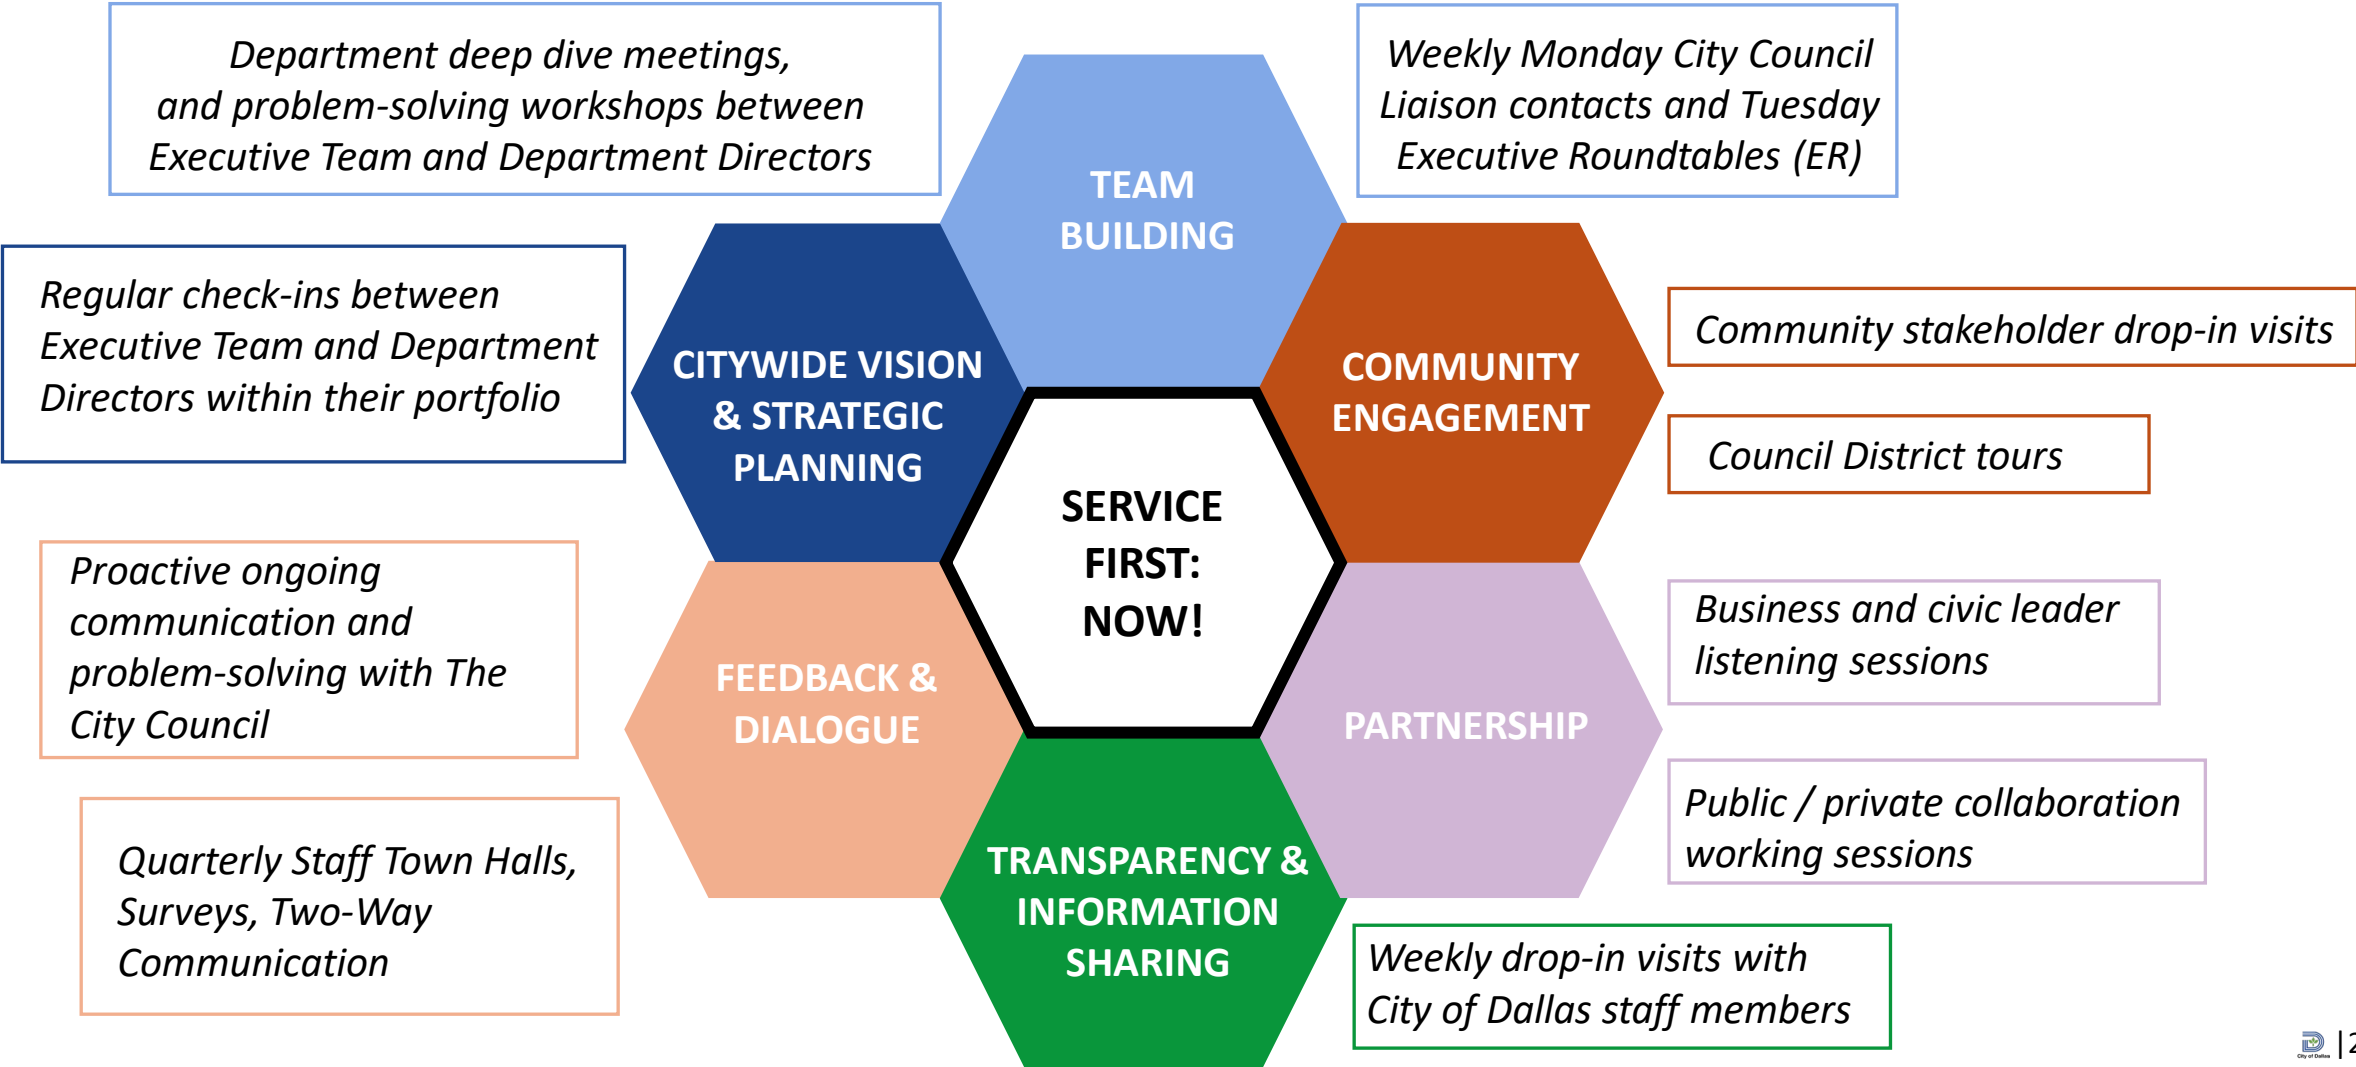 Department deep dive meetings,
and problem-solving workshops between
Executive Team and Department Directors
Weekly Monday City Council
Liaison contacts and Tuesday
Executive Roundtables (ER)
TEAM
BUILDING
Regular check-ins between
Executive Team and Department
Directors within their portfolio
CITYWIDE VISION
& STRATEGIC
PLANNING
COMMUNITY
ENGAGEMENT
Community stakeholder drop-in visits
Council District tours
SERVICE
FIRST:
NOW!
Proactive ongoing
communication and
problem-solving with The
City Council
FEEDBACK &
DIALOGUE
PARTNERSHIP
Business and civic leader
listening sessions
Public / private collaboration
working sessions
Quarterly Staff Town Halls,
Surveys, Two-Way
Communication
TRANSPARENCY &
INFORMATION
SHARING
Weekly drop-in visits with
City of Dallas staff members
City of Dallas
|2